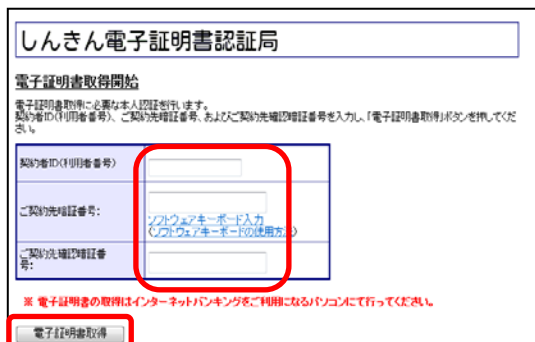 しんきん電子証明書認証局
電子証明書取得開始
電子証明書取得に必要な本人認証を行います。
契約者ID(利用者番号)、ご契約先暗証番号、およびご契約先確認暗証番号を入力し、「電子証明書取得」ボタンを押してくだ
さい。
契約者ID(利用者番号)
ご契約先暗証番号:
ソフトウェアキーボード入力
(ソフトウェアキーボードの使用方法)
ご契約先確認暗証番
号:
※ 電子証明書の取得はインターネットバンキングをご利用になるパソコンにて行ってください。
電子証明書取得